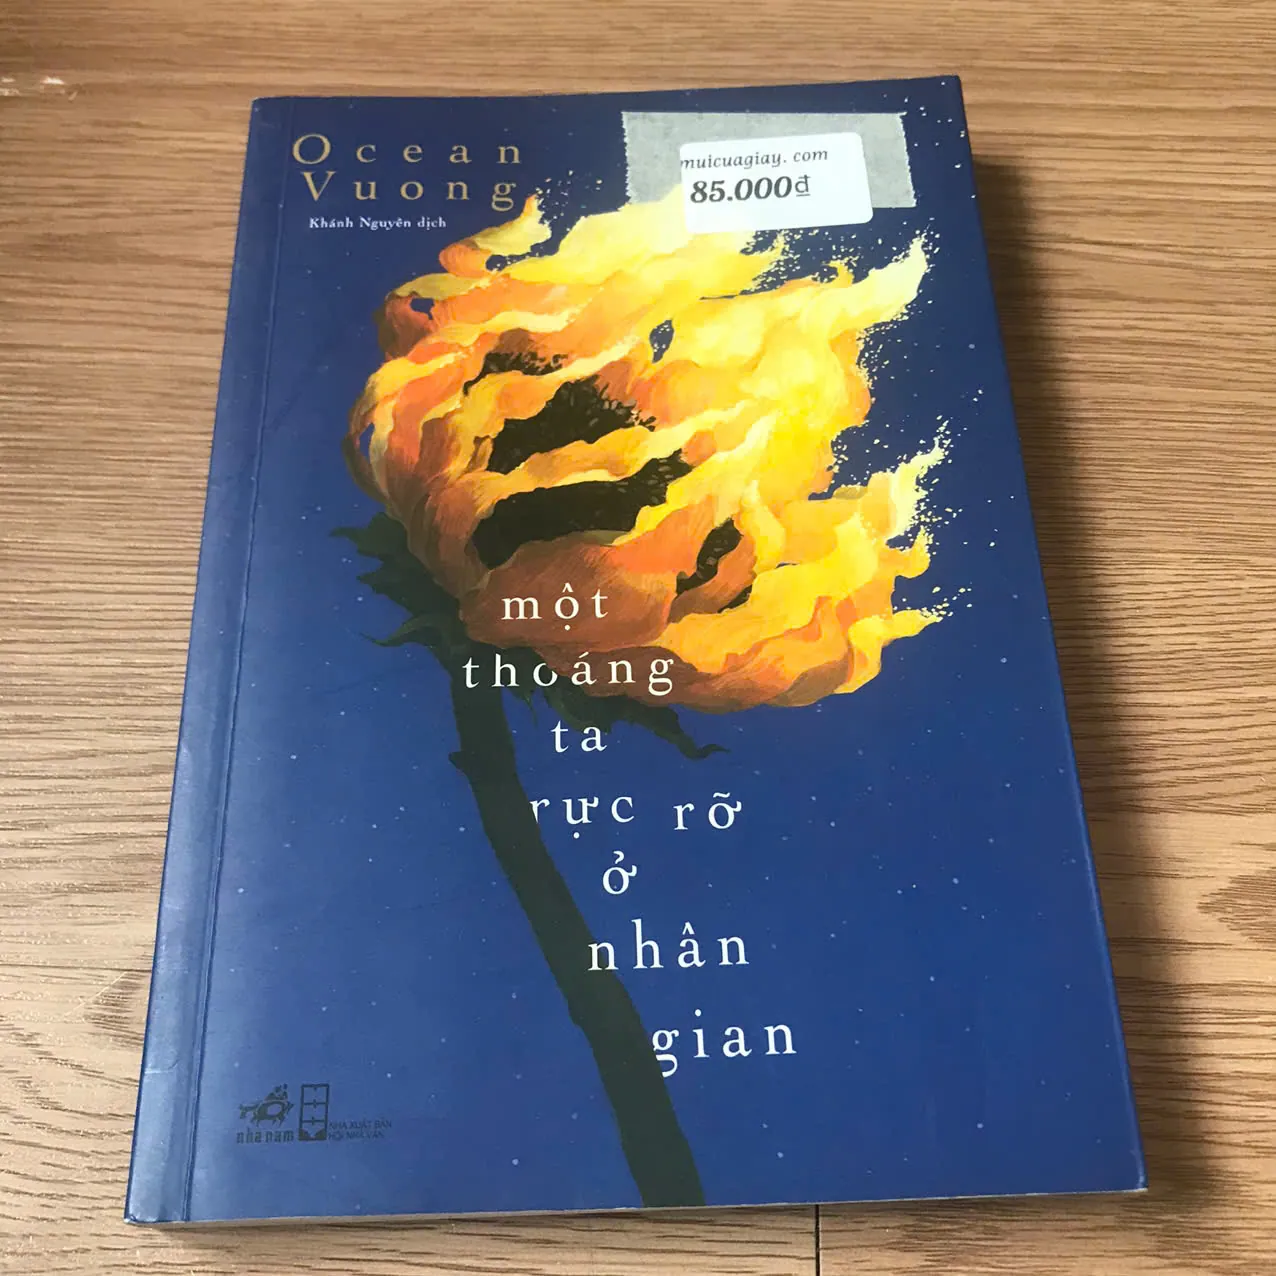 Ocean
Vuong
Khánh Nguyên dịch
muicuagiay. com
85.000₫
một
thoáng
ta
rực rỡ
ở
nhân
gian
nhã nam
NHÀ XUẤT BẢN
HỘI NHÀ VĂN